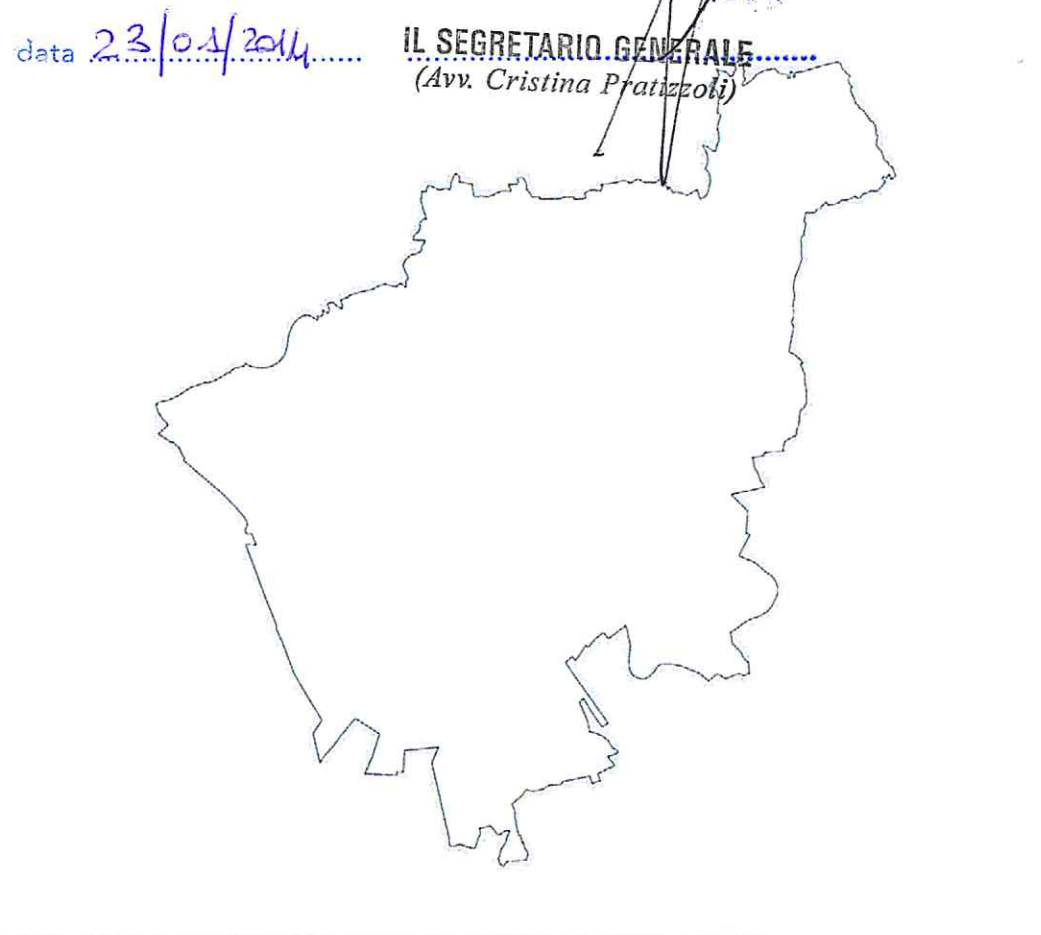 data 23/01/2014 IL SEGRETARIO GENERALE
(Avv. Cristina Pratizzoli)